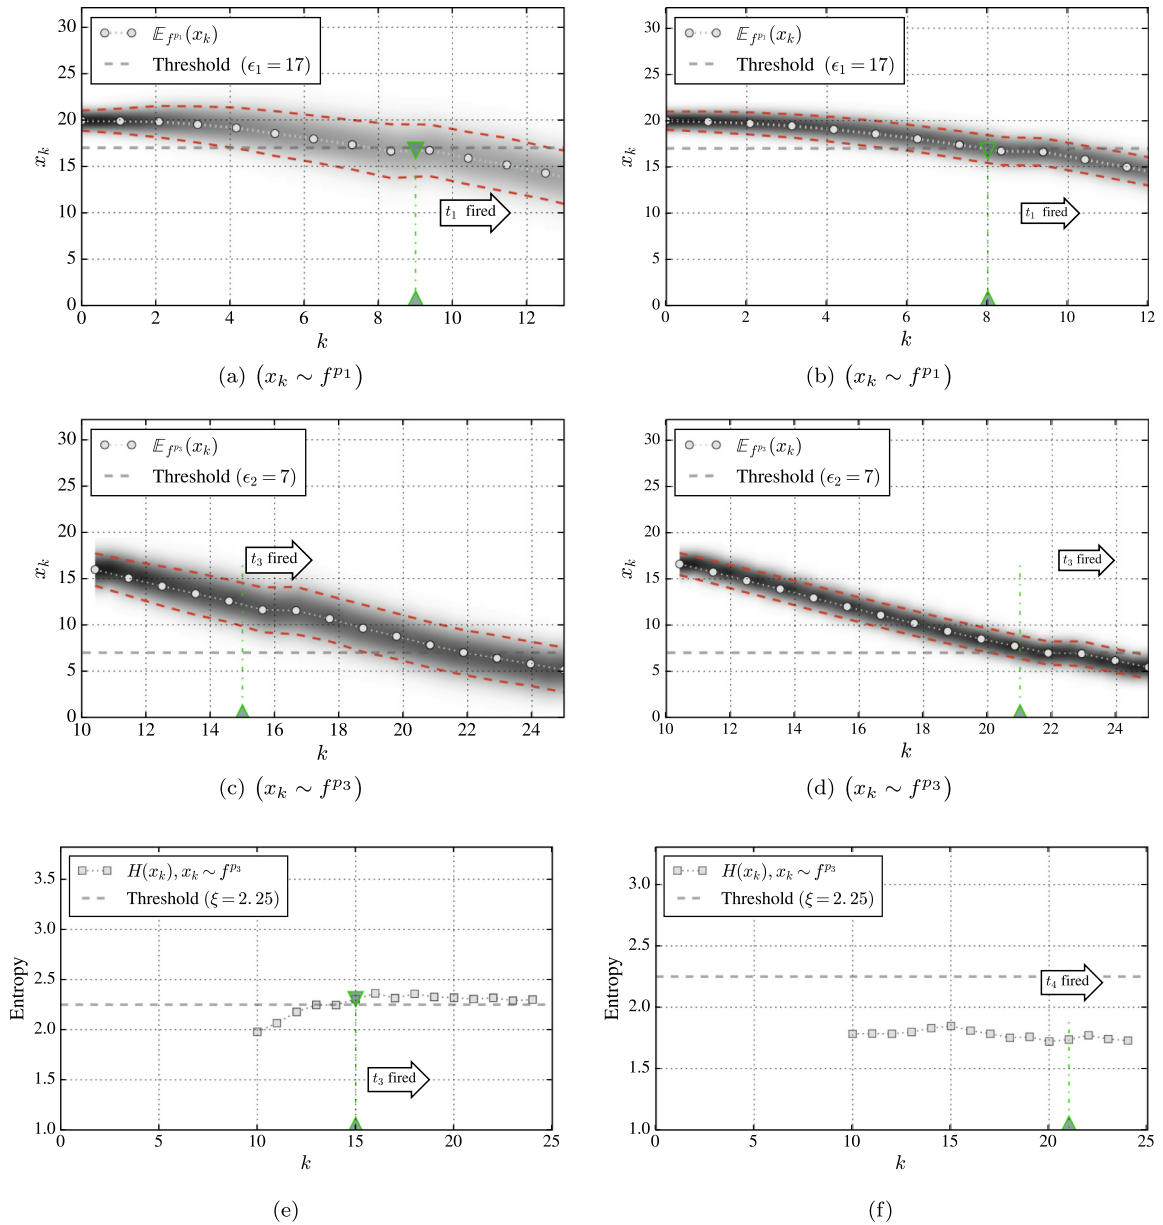 30
25
20
15
10
5
0
x_k
𝔼_{f^{p_1}}(x_k)
Threshold (ϵ_1 = 17)
t_1 fired
0 2 4 6 8 10 12
k
(a) (x_k ∼ f^{p_1})
30
25
20
15
10
5
0
x_k
𝔼_{f^{p_1}}(x_k)
Threshold (ϵ_1 = 17)
t_1 fired
0 2 4 6 8 10 12
k
(b) (x_k ∼ f^{p_1})
30
25
20
15
10
5
0
x_k
𝔼_{f^{p_3}}(x_k)
Threshold (ϵ_2 = 7)
t_3 fired
10 12 14 16 18 20 22 24
k
(c) (x_k ∼ f^{p_3})
30
25
20
15
10
5
0
x_k
𝔼_{f^{p_3}}(x_k)
Threshold (ϵ_2 = 7)
t_3 fired
10 12 14 16 18 20 22 24
k
(d) (x_k ∼ f^{p_3})
3.5
3.0
2.5
2.0
1.5
1.0
Entropy
H(x_k), x_k ∼ f^{p_3}
Threshold (ξ = 2.25)
t_3 fired
0 5 10 15 20 25
k
(e)
3.0
2.5
2.0
1.5
1.0
Entropy
H(x_k), x_k ∼ f^{p_3}
Threshold (ξ = 2.25)
t_4 fired
0 5 10 15 20 25
k
(f)